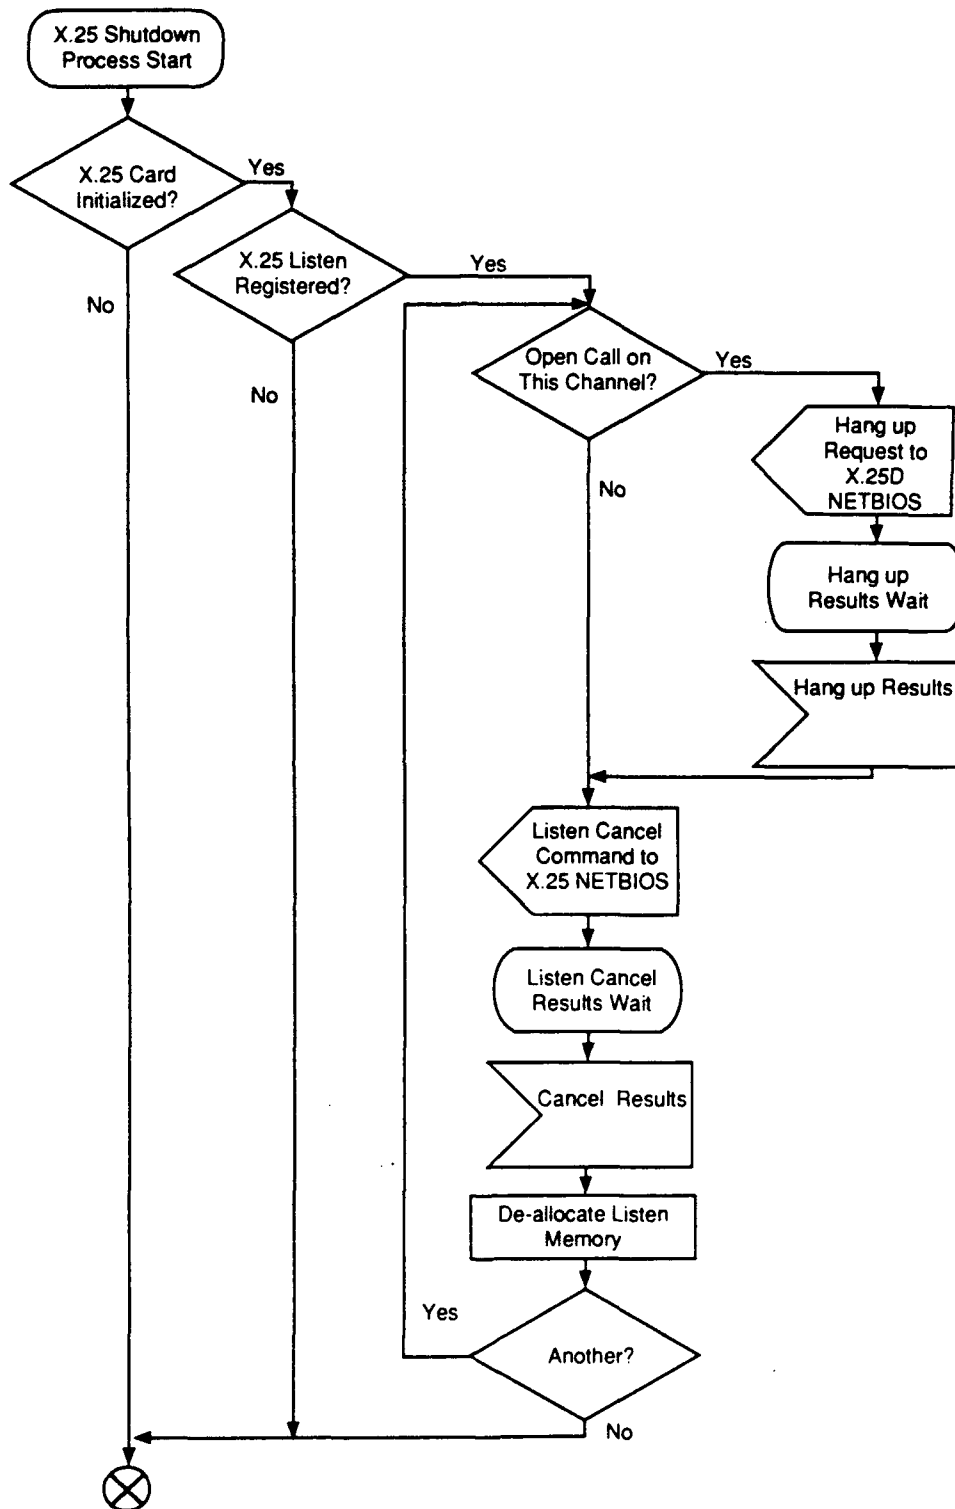 X.25 Shutdown
Process Start
X.25 Card
Initialized?
Yes
No
X.25 Listen
Registered?
Yes
No
Open Call on
This Channel?
Yes
No
Hang up
Request to
X.25D
NETBIOS
Hang up
Results Wait
Hang up Results
Listen Cancel
Command to
X.25 NETBIOS
Listen Cancel
Results Wait
Cancel Results
De-allocate Listen
Memory
Another?
Yes
No